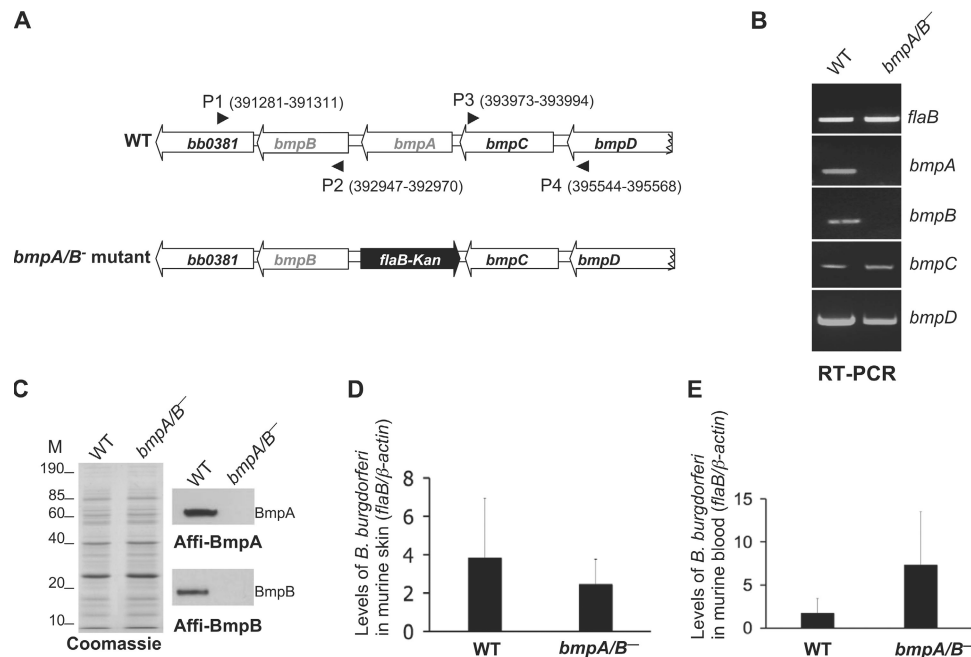 A
P1 (391281-391311)
P3 (393973-393994)
WT
bb0381
bmpB
bmpA
bmpC
bmpD
P2 (392947-392970)
P4 (395544-395568)
bmpA/B- mutant
bb0381
bmpB
flaB-Kan
bmpC
bmpD
B
WT
bmpA/B—
flaB
bmpA
bmpB
bmpC
bmpD
RT-PCR
C
M
WT
bmpA/B—
190
85
60
40
20
10
Coomassie
WT
bmpA/B—
BmpA
Affi-BmpA
BmpB
Affi-BmpB
D
Levels of B. burgdorferi
in murine skin (flaB/β-actin)
8
6
4
2
0
WT
bmpA/B—
E
Levels of B. burgdorferi
in murine blood (flaB/β-actin)
15
10
5
0
WT
bmpA/B—